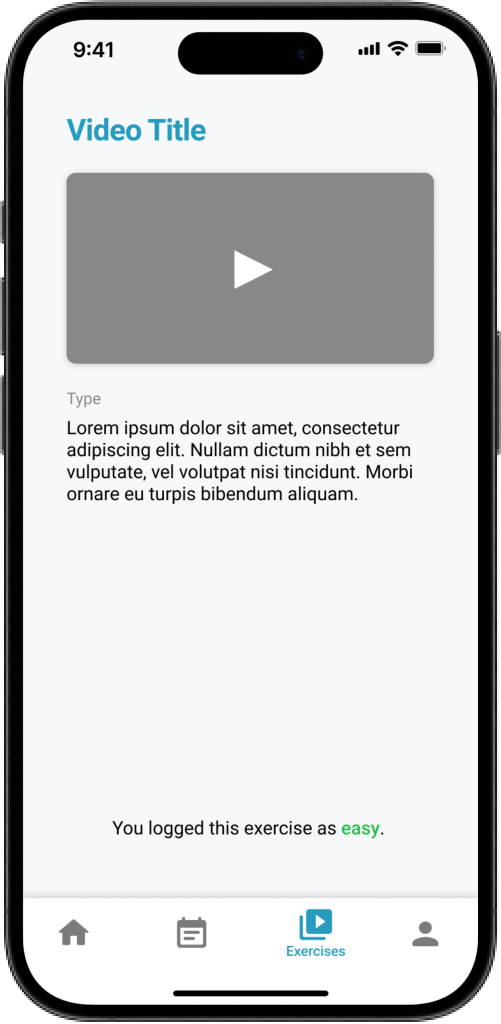 9:41
Video Title
Type
Lorem ipsum dolor sit amet, consectetur
adipiscing elit. Nullam dictum nibh et sem
vulputate, vel volutpat nisi tincidunt. Morbi
ornare eu turpis bibendum aliquam.
You logged this exercise as easy.
Exercises